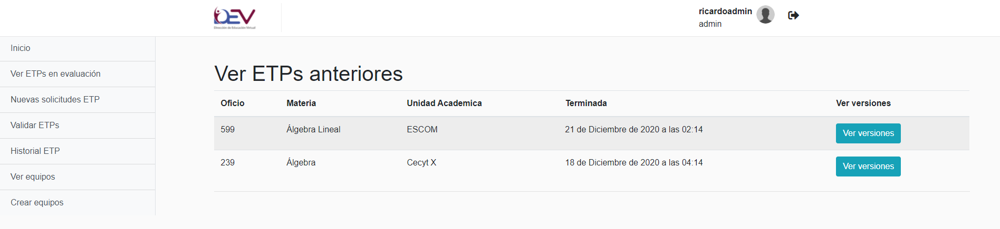 DEV
Dirección de Educación Virtual
ricardoadmin
admin
Inicio
Ver ETPs en evaluación
Nuevas solicitudes ETP
Validar ETPs
Historial ETP
Ver equipos
Crear equipos
Ver ETPs anteriores
Oficio Materia Unidad Academica Terminada Ver versiones
599 Álgebra Lineal ESCOM 21 de Diciembre de 2020 a las 02:14 Ver versiones
239 Álgebra Cecyt X 18 de Diciembre de 2020 a las 04:14 Ver versiones